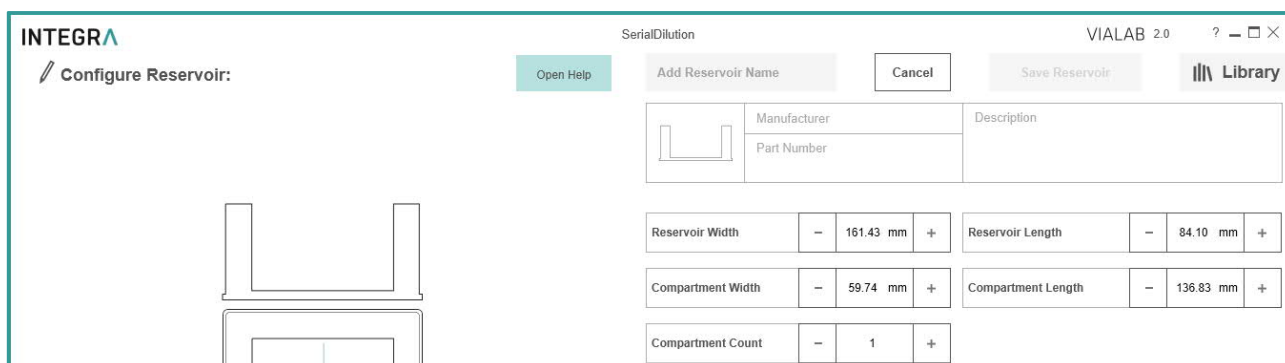 INTEGRA
SerialDilution
VIALAB 2.0 ?
Configure Reservoir:
Open Help
Add Reservoir Name
Cancel
Save Reservoir
Library
Manufacturer
Part Number
Description
Reservoir Width − 161.43 mm +
Reservoir Length − 84.10 mm +
Compartment Width − 59.74 mm +
Compartment Length − 136.83 mm +
Compartment Count − 1 +